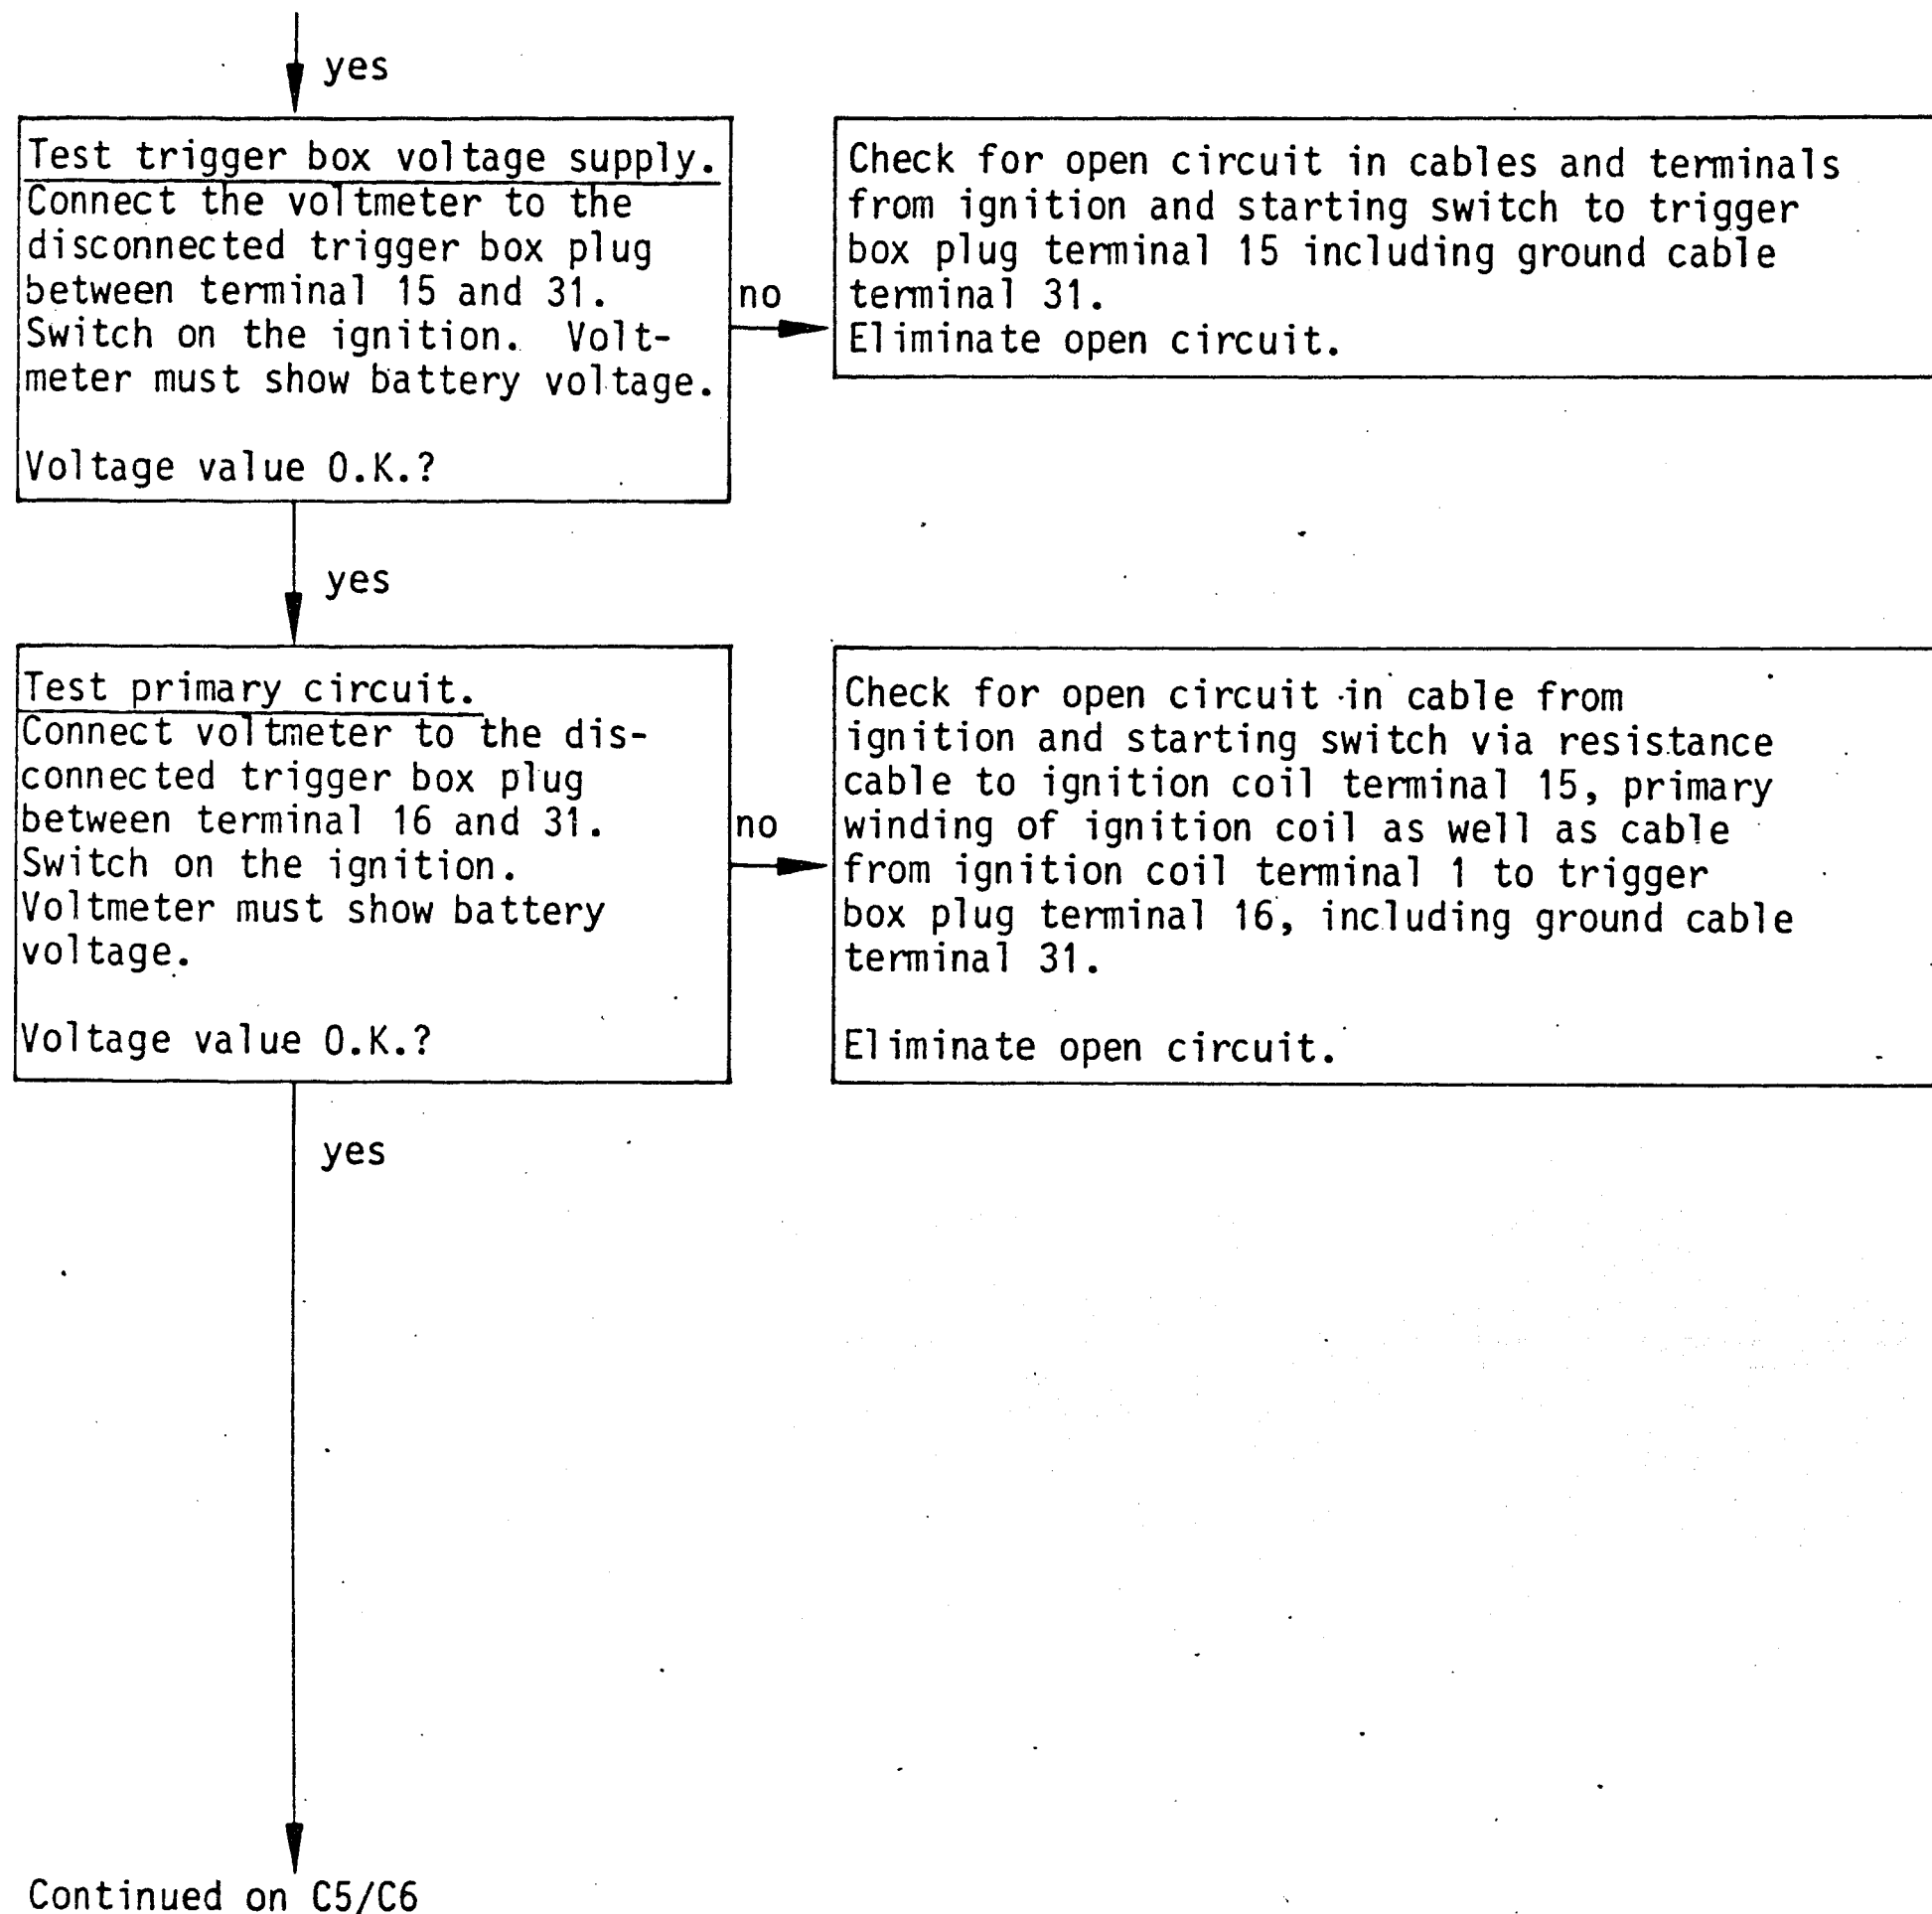 yes
Test trigger box voltage supply.
Connect the voltmeter to the
disconnected trigger box plug
between terminal 15 and 31.
Switch on the ignition. Volt-
meter must show battery voltage.
Voltage value O.K.?
no
Check for open circuit in cables and terminals
from ignition and starting switch to trigger
box plug terminal 15 including ground cable
terminal 31.
Eliminate open circuit.
yes
Test primary circuit.
Connect voltmeter to the dis-
connected trigger box plug
between terminal 16 and 31.
Switch on the ignition.
Voltmeter must show battery
voltage.
Voltage value O.K.?
no
Check for open circuit in cable from
ignition and starting switch via resistance
cable to ignition coil terminal 15, primary
winding of ignition coil as well as cable
from ignition coil terminal 1 to trigger
box plug terminal 16, including ground cable
terminal 31.
Eliminate open circuit.
yes
Continued on C5/C6